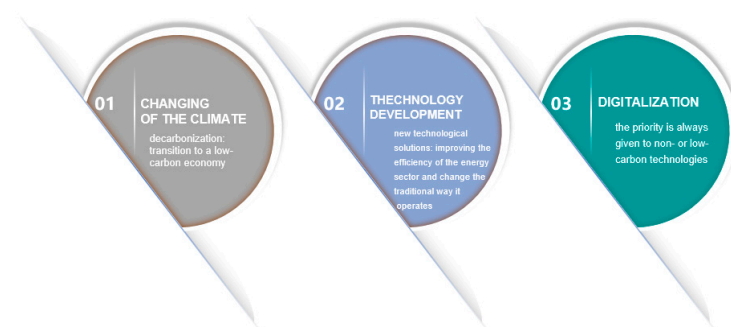 01
CHANGING
OF THE CLIMATE
decarbonization:
transition to a low-
carbon economy
02
THECHNOLOGY
DEVELOPMENT
new technological
solutions: improving the
efficiency of the energy
sector and change the
traditional way it
operates
03
DIGITALIZATION
the priority is always
given to non- or low-
carbon technologies